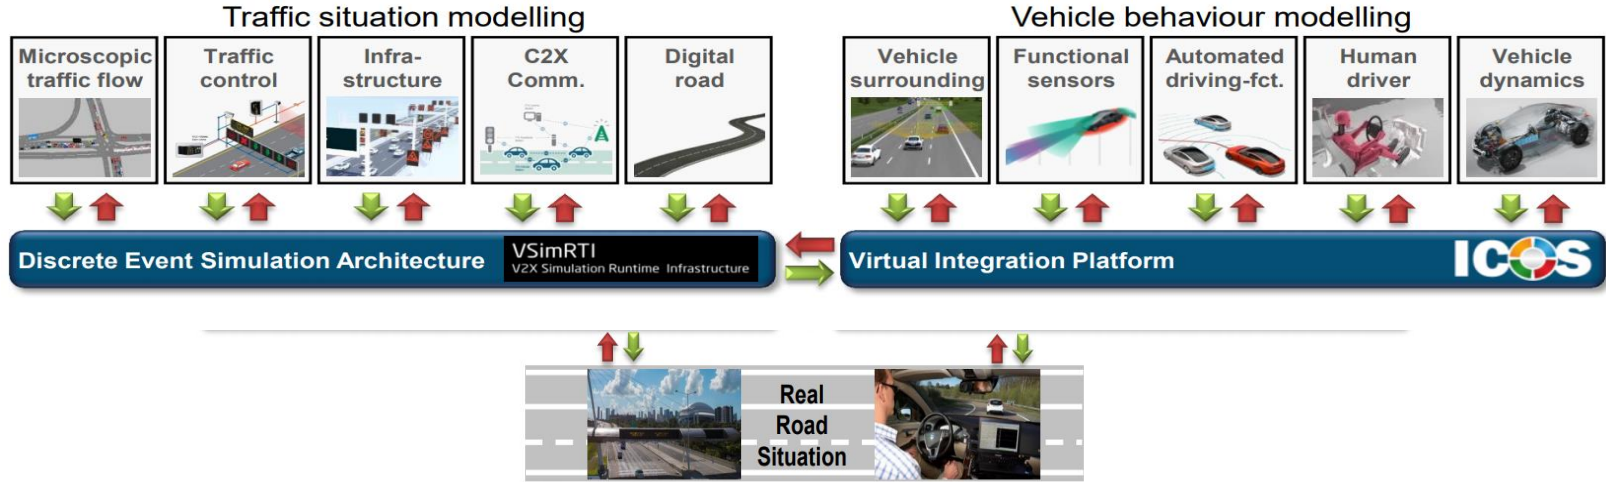 Traffic situation modelling
Vehicle behaviour modelling
Microscopic
traffic flow
Traffic
control
Infra-
structure
C2X
Comm.
Digital
road
Vehicle
surrounding
Functional
sensors
Automated
driving-fct.
Human
driver
Vehicle
dynamics
Discrete Event Simulation Architecture
VSimRTI
V2X Simulation Runtime Infrastructure
Virtual Integration Platform
ICOS
Real
Road
Situation